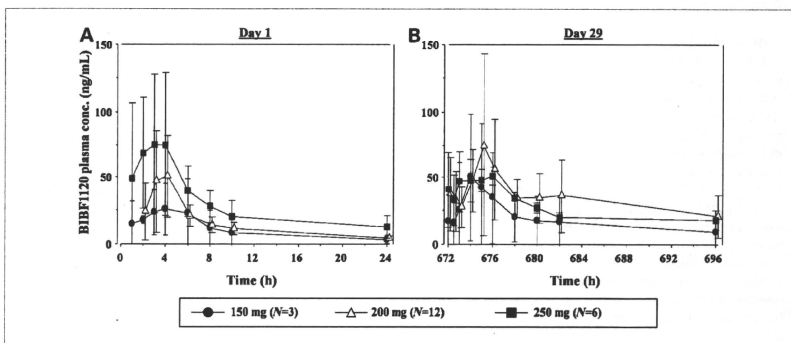 A
Day 1
BIBF1120 plasma conc. (ng/mL)
150
100
50
0
0 4 8 12 16 20 24
Time (h)
B
Day 29
150
100
50
0
672 676 680 684 688 692 696
Time (h)
150 mg (N=3) 200 mg (N=12) 250 mg (N=6)